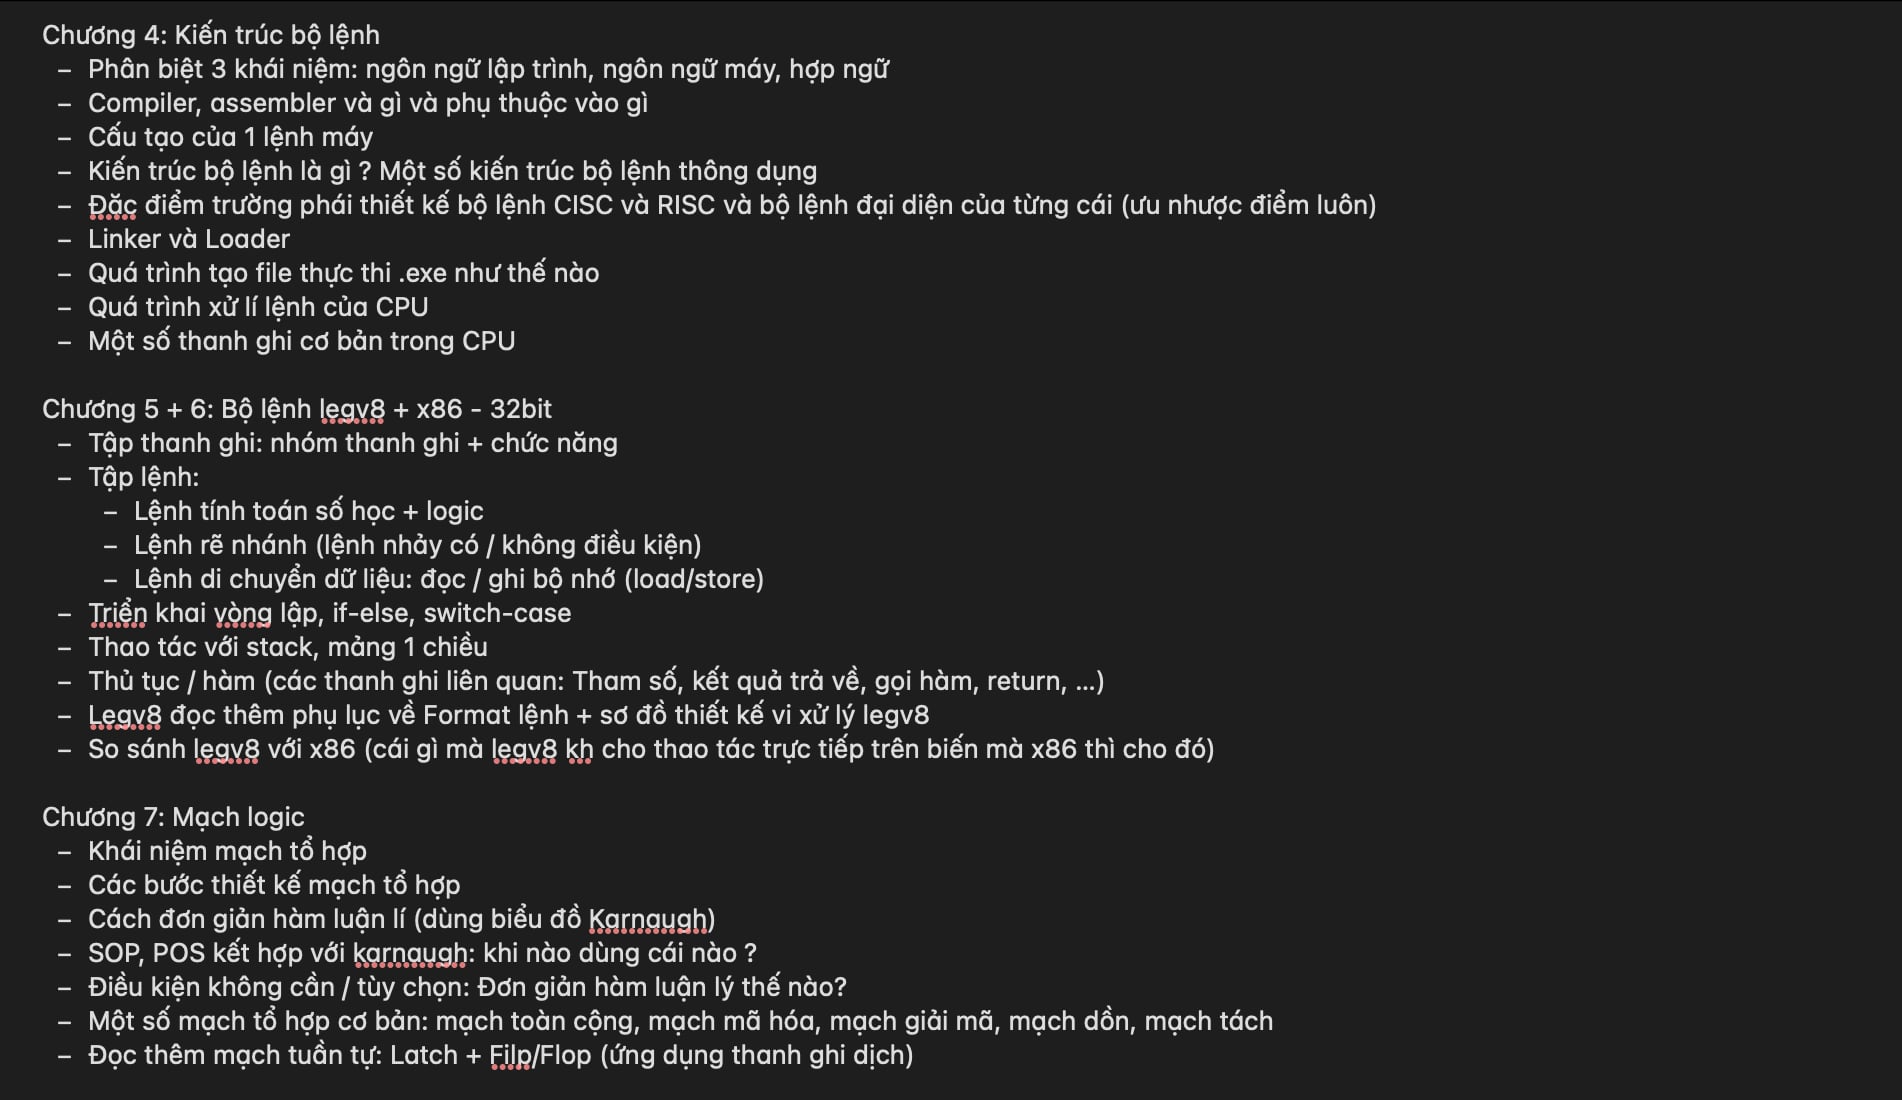 Chương 4: Kiến trúc bộ lệnh
– Phân biệt 3 khái niệm: ngôn ngữ lập trình, ngôn ngữ máy, hợp ngữ
– Compiler, assembler và gì và phụ thuộc vào gì
– Cấu tạo của 1 lệnh máy
– Kiến trúc bộ lệnh là gì ? Một số kiến trúc bộ lệnh thông dụng
– Đặc điểm trường phái thiết kế bộ lệnh CISC và RISC và bộ lệnh đại diện của từng cái (ưu nhược điểm luôn)
– Linker và Loader
– Quá trình tạo file thực thi .exe như thế nào
– Quá trình xử lí lệnh của CPU
– Một số thanh ghi cơ bản trong CPU
Chương 5 + 6: Bộ lệnh legv8 + x86 - 32bit
– Tập thanh ghi: nhóm thanh ghi + chức năng
– Tập lệnh:
– Lệnh tính toán số học + logic
– Lệnh rẽ nhánh (lệnh nhảy có / không điều kiện)
– Lệnh di chuyển dữ liệu: đọc / ghi bộ nhớ (load/store)
– Triển khai vòng lập, if-else, switch-case
– Thao tác với stack, mảng 1 chiều
– Thủ tục / hàm (các thanh ghi liên quan: Tham số, kết quả trả về, gọi hàm, return, ...)
– Legv8 đọc thêm phụ lục về Format lệnh + sơ đồ thiết kế vi xử lý legv8
– So sánh legv8 với x86 (cái gì mà legv8 kh cho thao tác trực tiếp trên biến mà x86 thì cho đó)
Chương 7: Mạch logic
– Khái niệm mạch tổ hợp
– Các bước thiết kế mạch tổ hợp
– Cách đơn giản hàm luận lí (dùng biểu đồ Karnaugh)
– SOP, POS kết hợp với karnaugh: khi nào dùng cái nào ?
– Điều kiện không cần / tùy chọn: Đơn giản hàm luận lý thế nào?
– Một số mạch tổ hợp cơ bản: mạch toàn cộng, mạch mã hóa, mạch giải mã, mạch dồn, mạch tách
– Đọc thêm mạch tuần tự: Latch + Filp/Flop (ứng dụng thanh ghi dịch)